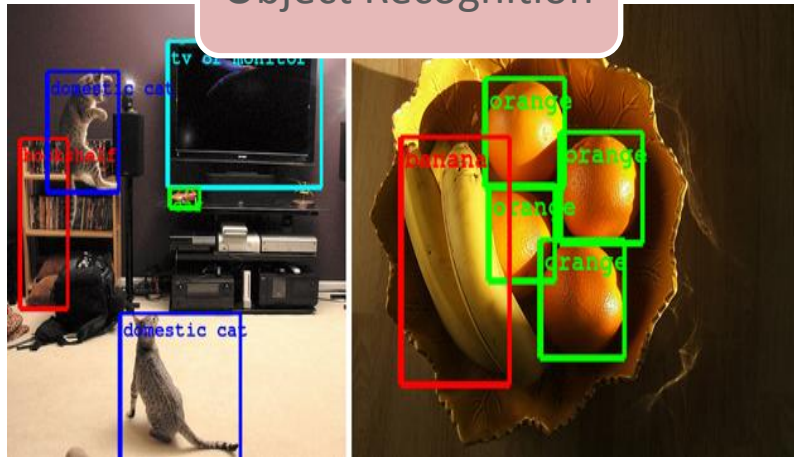 Object Recognition
tv or monitor
domestic cat
bookshelf
domestic cat
orange
banana
orange
orange
orange